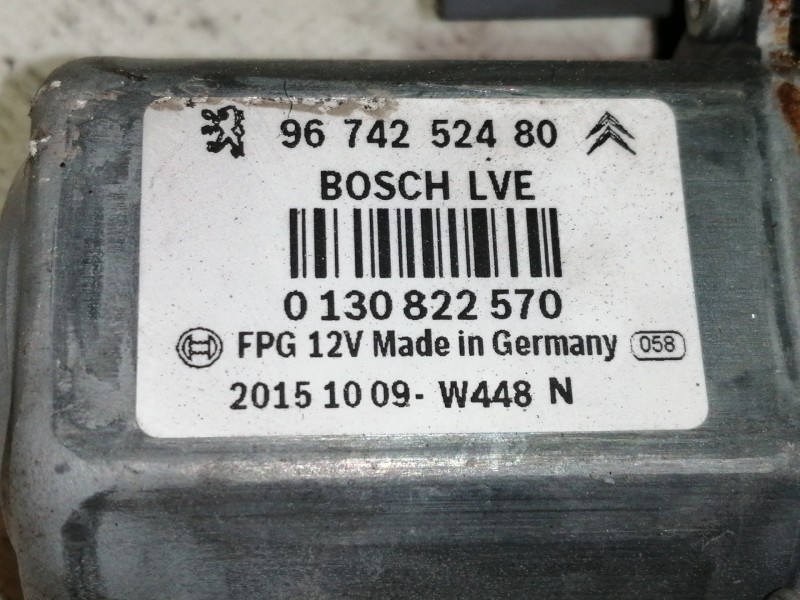 96 742 524 80
BOSCH LVE
0 130 822 570
FPG 12V Made in Germany 058
2015 10 09- W448 N